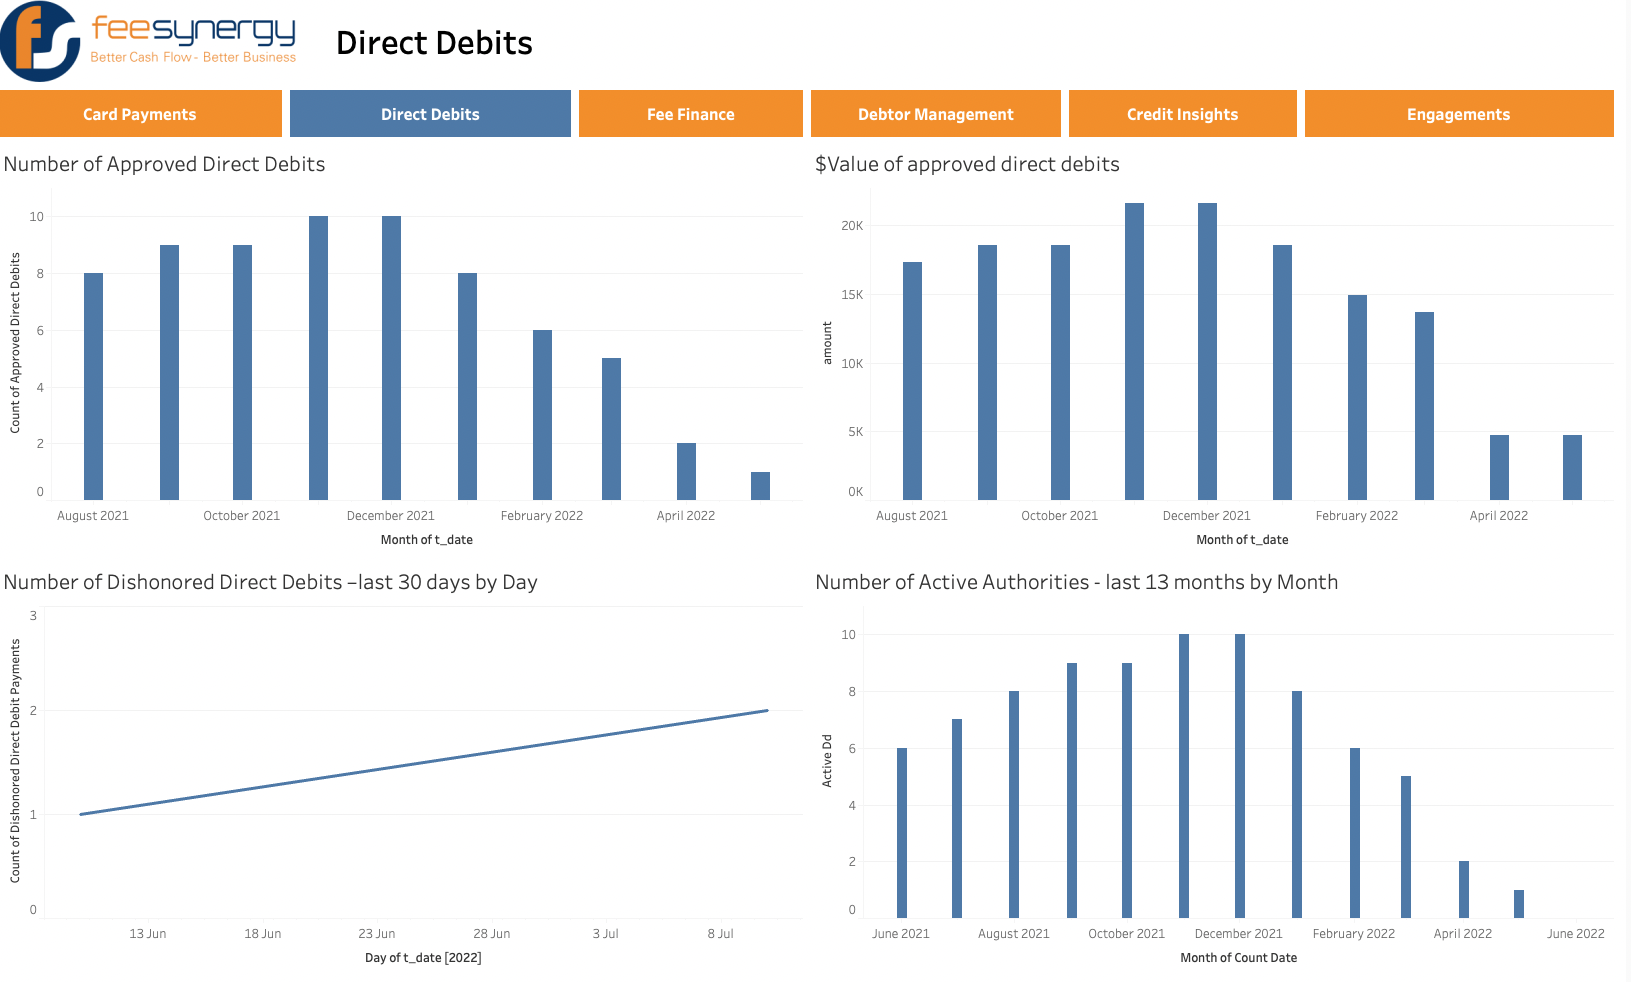 feesynergy
Better Cash Flow - Better Business
Direct Debits
Card Payments
Direct Debits
Fee Finance
Debtor Management
Credit Insights
Engagements
Number of Approved Direct Debits
Count of Approved Direct Debits
10
8
6
4
2
0
August 2021
October 2021
December 2021
February 2022
April 2022
Month of t_date
$Value of approved direct debits
amount
20K
15K
10K
5K
0K
August 2021
October 2021
December 2021
February 2022
April 2022
Month of t_date
Number of Dishonored Direct Debits –last 30 days by Day
Count of Dishonored Direct Debit Payments
3
2
1
0
13 Jun
18 Jun
23 Jun
28 Jun
3 Jul
8 Jul
Day of t_date [2022]
Number of Active Authorities - last 13 months by Month
Active Dd
10
8
6
4
2
0
June 2021
August 2021
October 2021
December 2021
February 2022
April 2022
June 2022
Month of Count Date